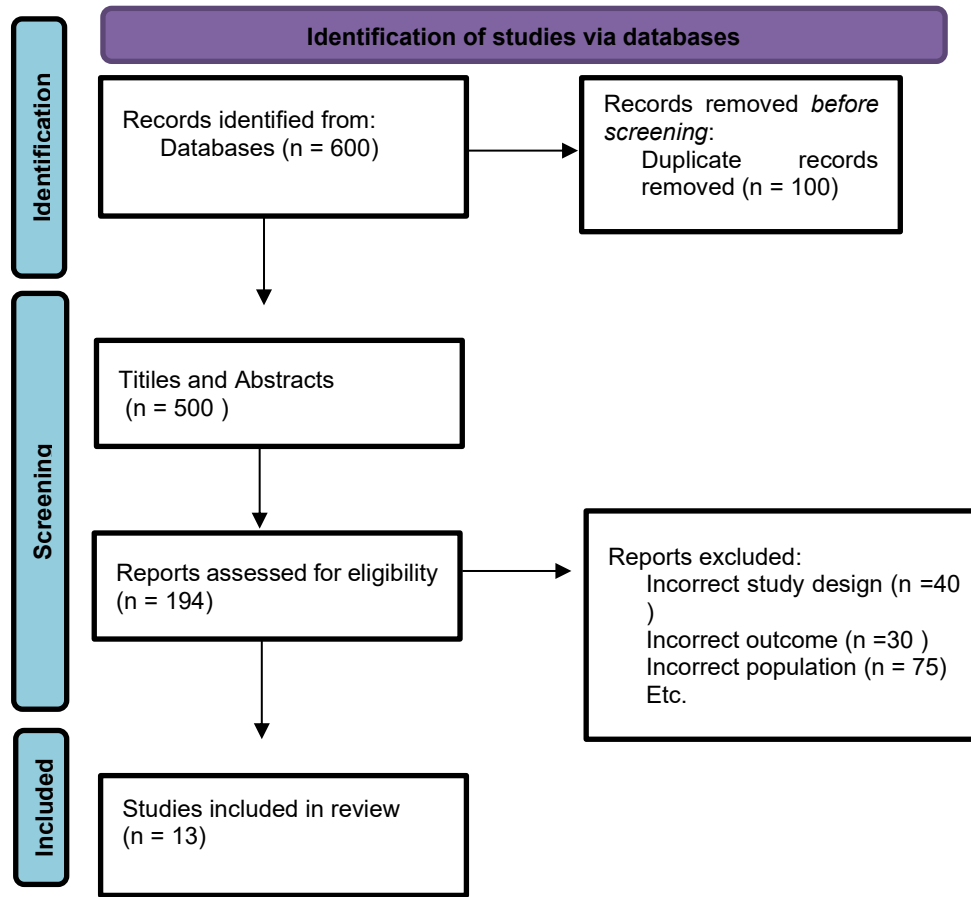 Identification of studies via databases
Identification
Records identified from:
Databases (n = 600)
Records removed before
screening:
Duplicate records
removed (n = 100)
Screening
Titiles and Abstracts
(n = 500 )
Reports assessed for eligibility
(n = 194)
Reports excluded:
Incorrect study design (n =40
)
Incorrect outcome (n =30 )
Incorrect population (n = 75)
Etc.
Included
Studies included in review
(n = 13)